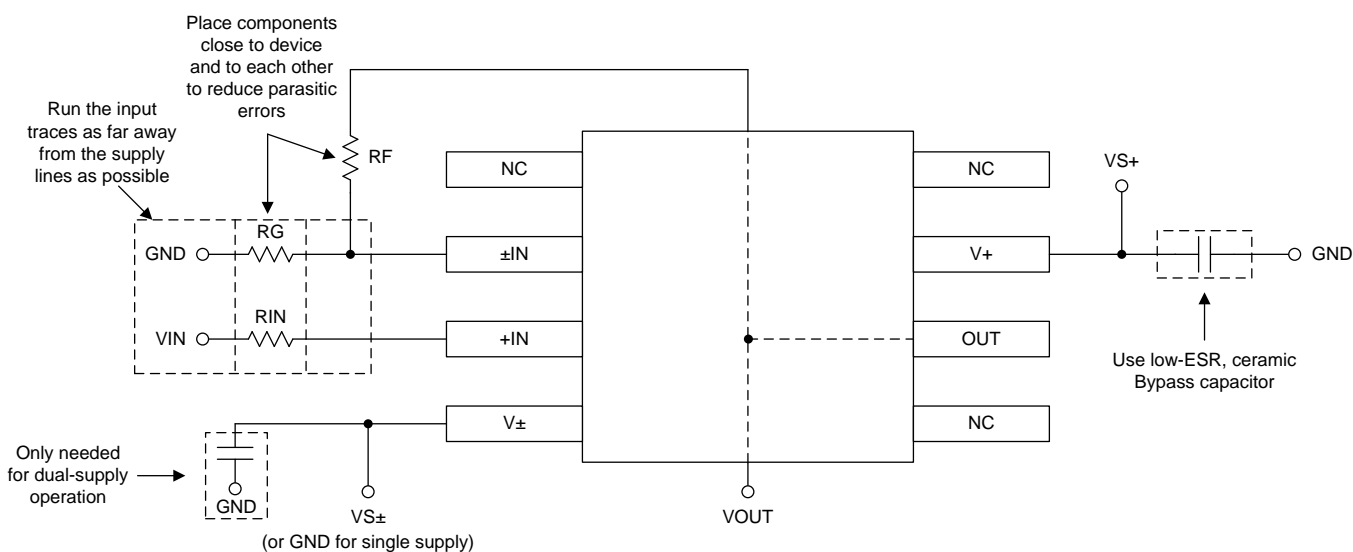 Place components
close to device
and to each other
to reduce parasitic
errors
Run the input
traces as far away
from the supply
lines as possible
RF
NC
NC
VS+
RG
GND
±IN
V+
GND
VIN
RIN
+IN
OUT
Use low-ESR, ceramic
Bypass capacitor
V±
NC
Only needed
for dual-supply
operation
GND
VS±
(or GND for single supply)
VOUT